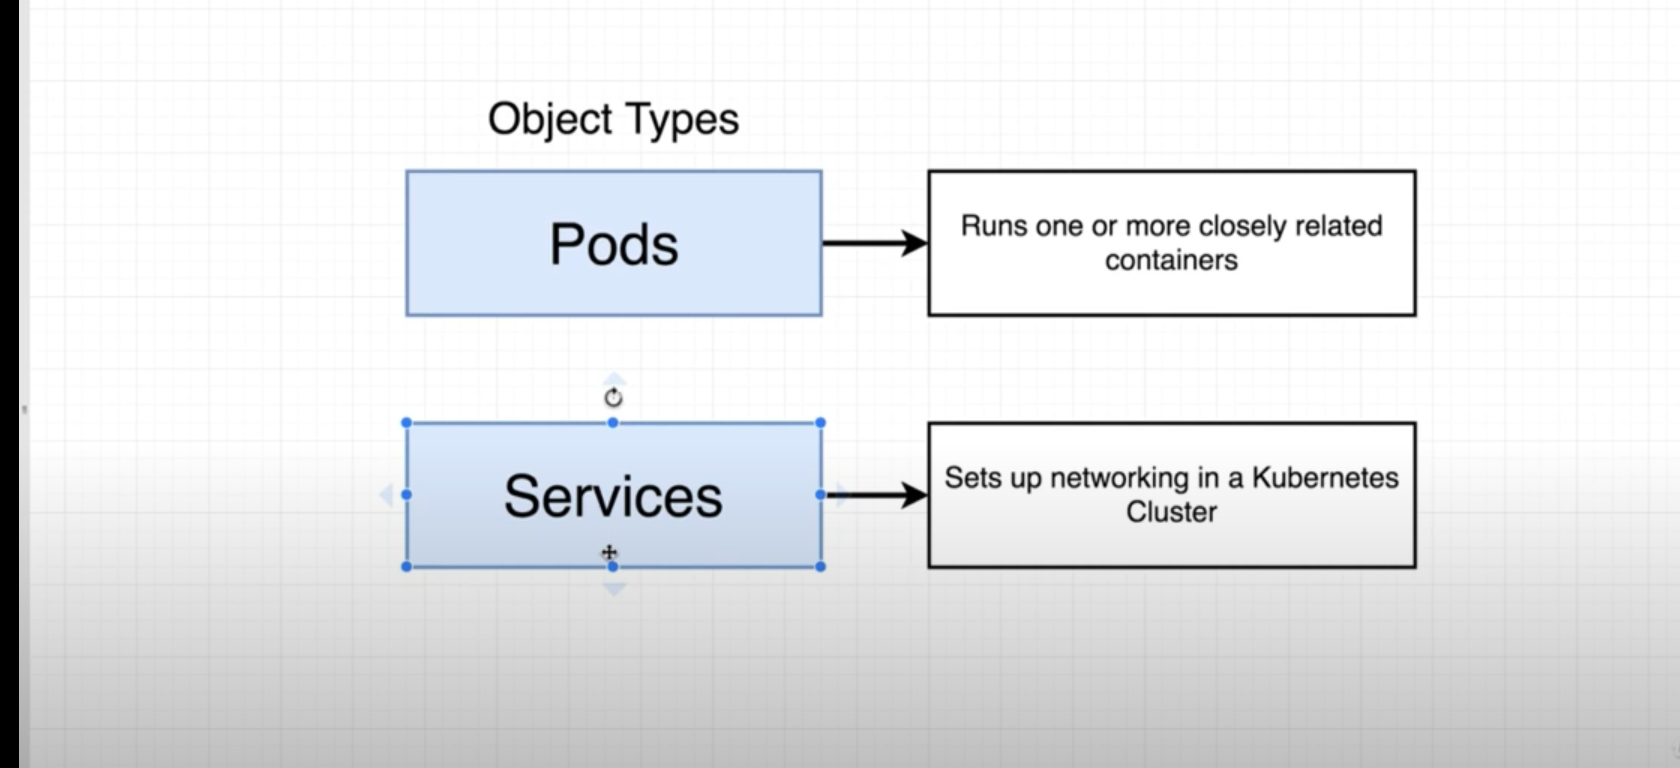 Object Types
Pods
Runs one or more closely related
containers
Services
Sets up networking in a Kubernetes
Cluster